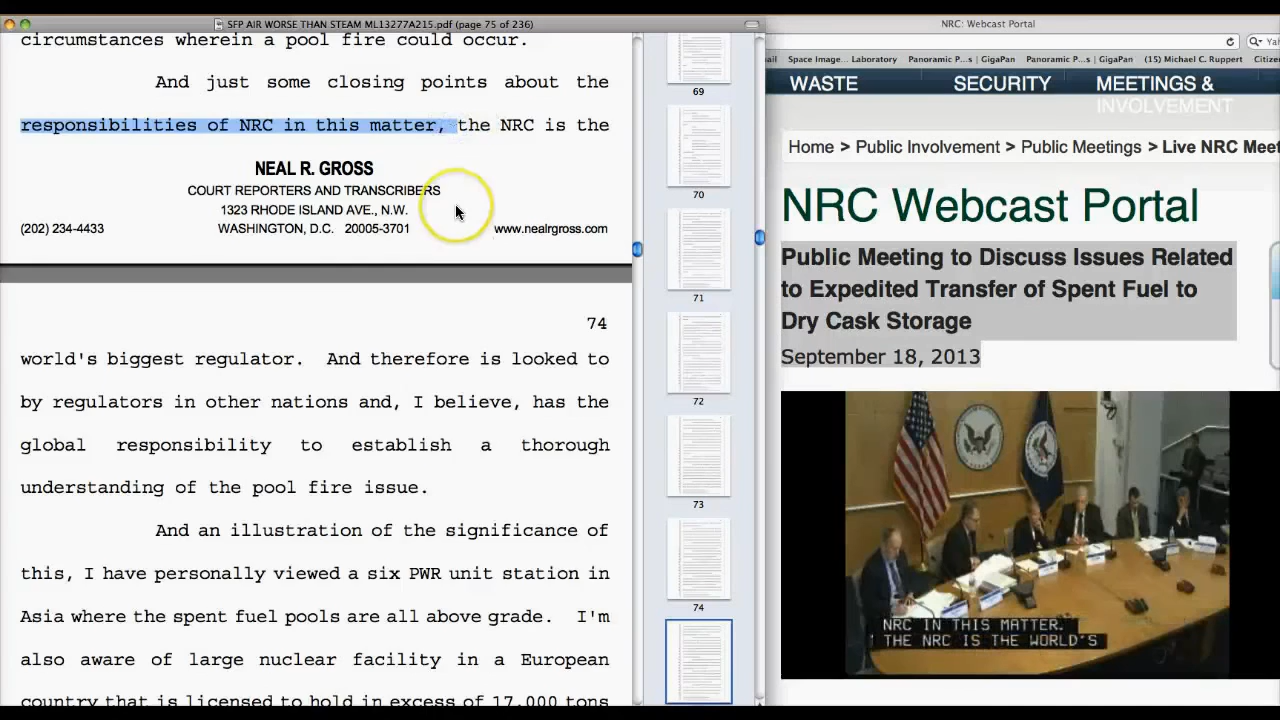 SFP AIR WORSE THAN STEAM ML13277A215.pdf (page 75 of 236)
circumstances wherein a pool fire could occur.
And just some closing points about the
responsibilities of NRC in this matter, the NRC is the
NEAL R. GROSS
COURT REPORTERS AND TRANSCRIBERS
1323 RHODE ISLAND AVE., N.W.
202) 234-4433 WASHINGTON, D.C. 20005-3701 www.nealrgross.com
74
world's biggest regulator. And therefore is looked to
by regulators in other nations and, I believe, has the
global responsibility to establish a thorough
understanding of the pool fire issue.
And an illustration of the significance of
this, I have personally viewed a six unit station in
Asia where the spent fuel pools are all above grade. I'm
also aware of large nuclear facility in a European
excess of 17,000 tons
69
70
71
72
73
74
NRC: Webcast Portal
Yah
mail Space Image... Laboratory Panoramic P...s | GigaPan Panoramic P...s | GigaPan (15) Michael C. Ruppert Citize
WASTE SECURITY MEETINGS &
INVOLVEMENT
Home > Public Involvement > Public Meetings > Live NRC Meet
NRC Webcast Portal
Public Meeting to Discuss Issues Related
to Expedited Transfer of Spent Fuel to
Dry Cask Storage
September 18, 2013
NRC IN THIS MATTER.
THE NRC IS THE WORLD'S